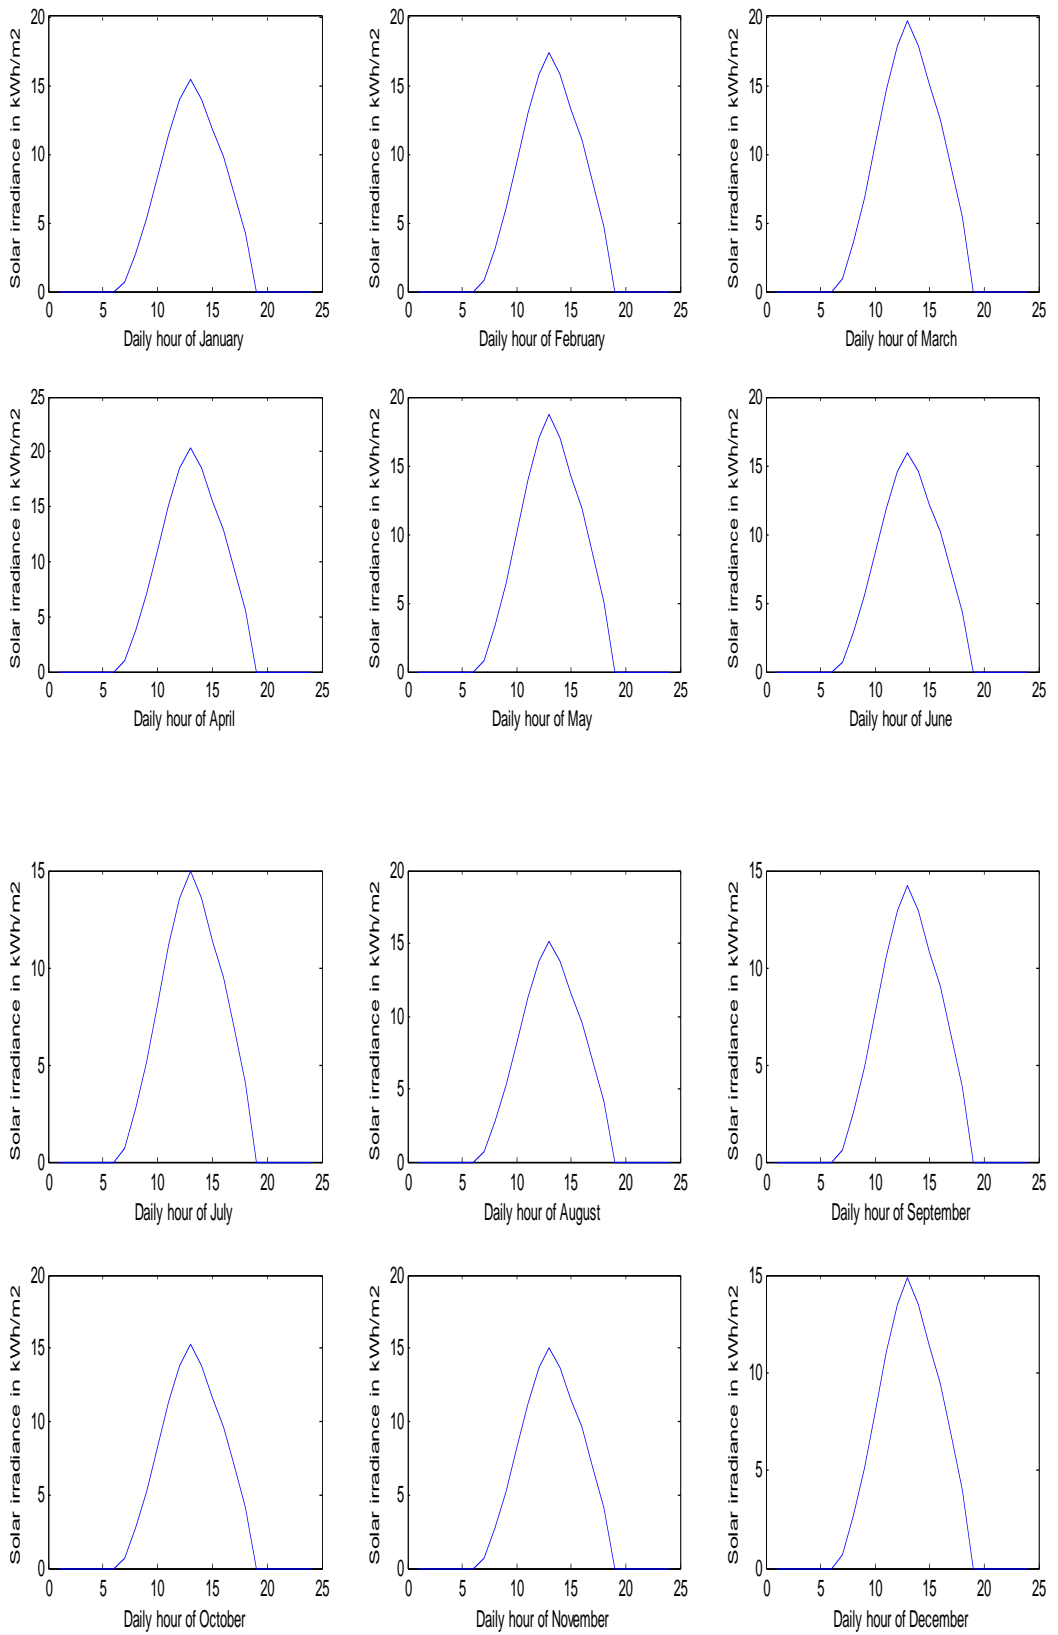 20
15
10
5
0
0 5 10 15 20 25
Solar irradiance in kWh/m2
Daily hour of January
20
15
10
5
0
0 5 10 15 20 25
Solar irradiance in kWh/m2
Daily hour of February
20
15
10
5
0
0 5 10 15 20 25
Solar irradiance in kWh/m2
Daily hour of March
25
20
15
10
5
0
0 5 10 15 20 25
Solar irradiance in kWh/m2
Daily hour of April
20
15
10
5
0
0 5 10 15 20 25
Solar irradiance in kWh/m2
Daily hour of May
20
15
10
5
0
0 5 10 15 20 25
Solar irradiance in kWh/m2
Daily hour of June
15
10
5
0
0 5 10 15 20 25
Solar irradiance in kWh/m2
Daily hour of July
20
15
10
5
0
0 5 10 15 20 25
Solar irradiance in kWh/m2
Daily hour of August
15
10
5
0
0 5 10 15 20 25
Solar irradiance in kWh/m2
Daily hour of September
20
15
10
5
0
0 5 10 15 20 25
Solar irradiance in kWh/m2
Daily hour of October
20
15
10
5
0
0 5 10 15 20 25
Solar irradiance in kWh/m2
Daily hour of November
15
10
5
0
0 5 10 15 20 25
Solar irradiance in kWh/m2
Daily hour of December